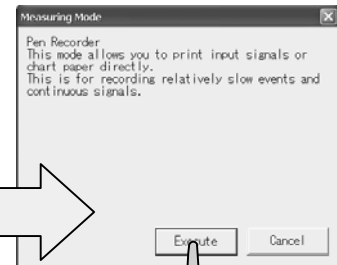 Measuring Mode
Pen Recorder
This mode allows you to print input signals or
chart paper directly.
This is for recording relatively slow events and
continuous signals.
Execute
Cancel